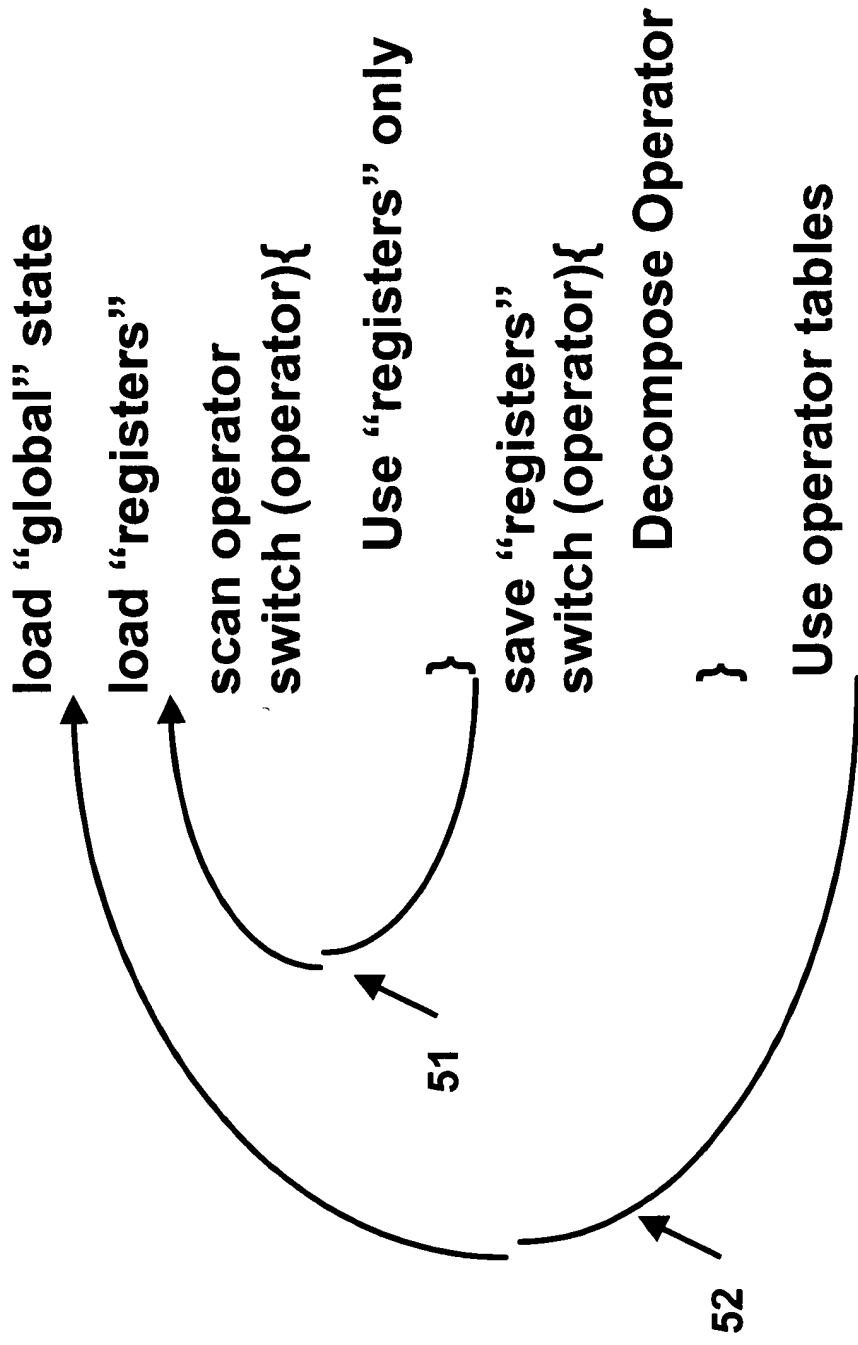 load “global” state
load “registers”
scan operator
switch (operator){
Use “registers” only
}
save “registers”
switch (operator){
Decompose Operator
}
Use operator tables
51
52